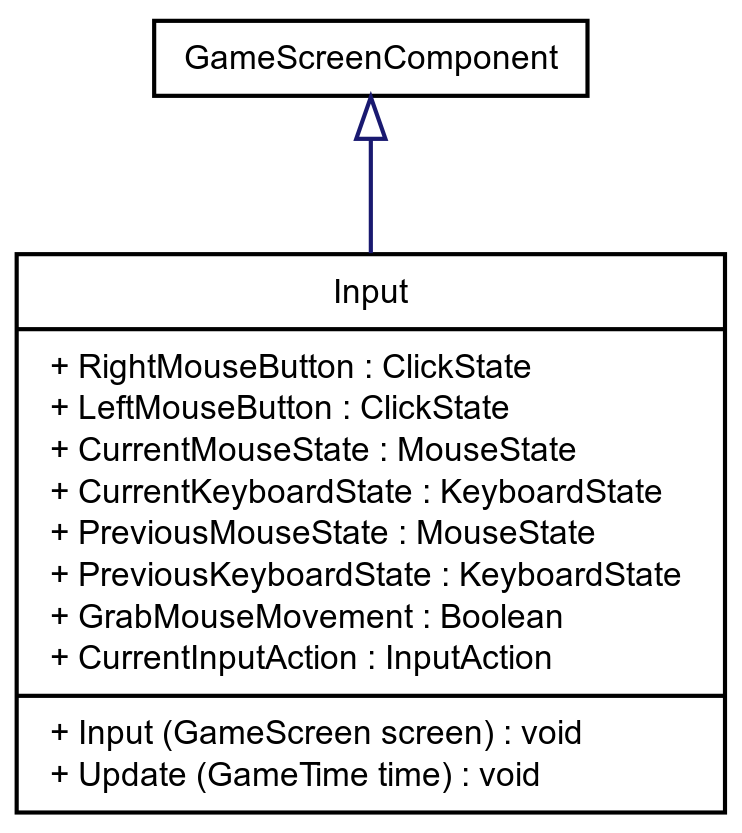 GameScreenComponent
Input
+ RightMouseButton : ClickState
+ LeftMouseButton : ClickState
+ CurrentMouseState : MouseState
+ CurrentKeyboardState : KeyboardState
+ PreviousMouseState : MouseState
+ PreviousKeyboardState : KeyboardState
+ GrabMouseMovement : Boolean
+ CurrentInputAction : InputAction
+ Input (GameScreen screen) : void
+ Update (GameTime time) : void